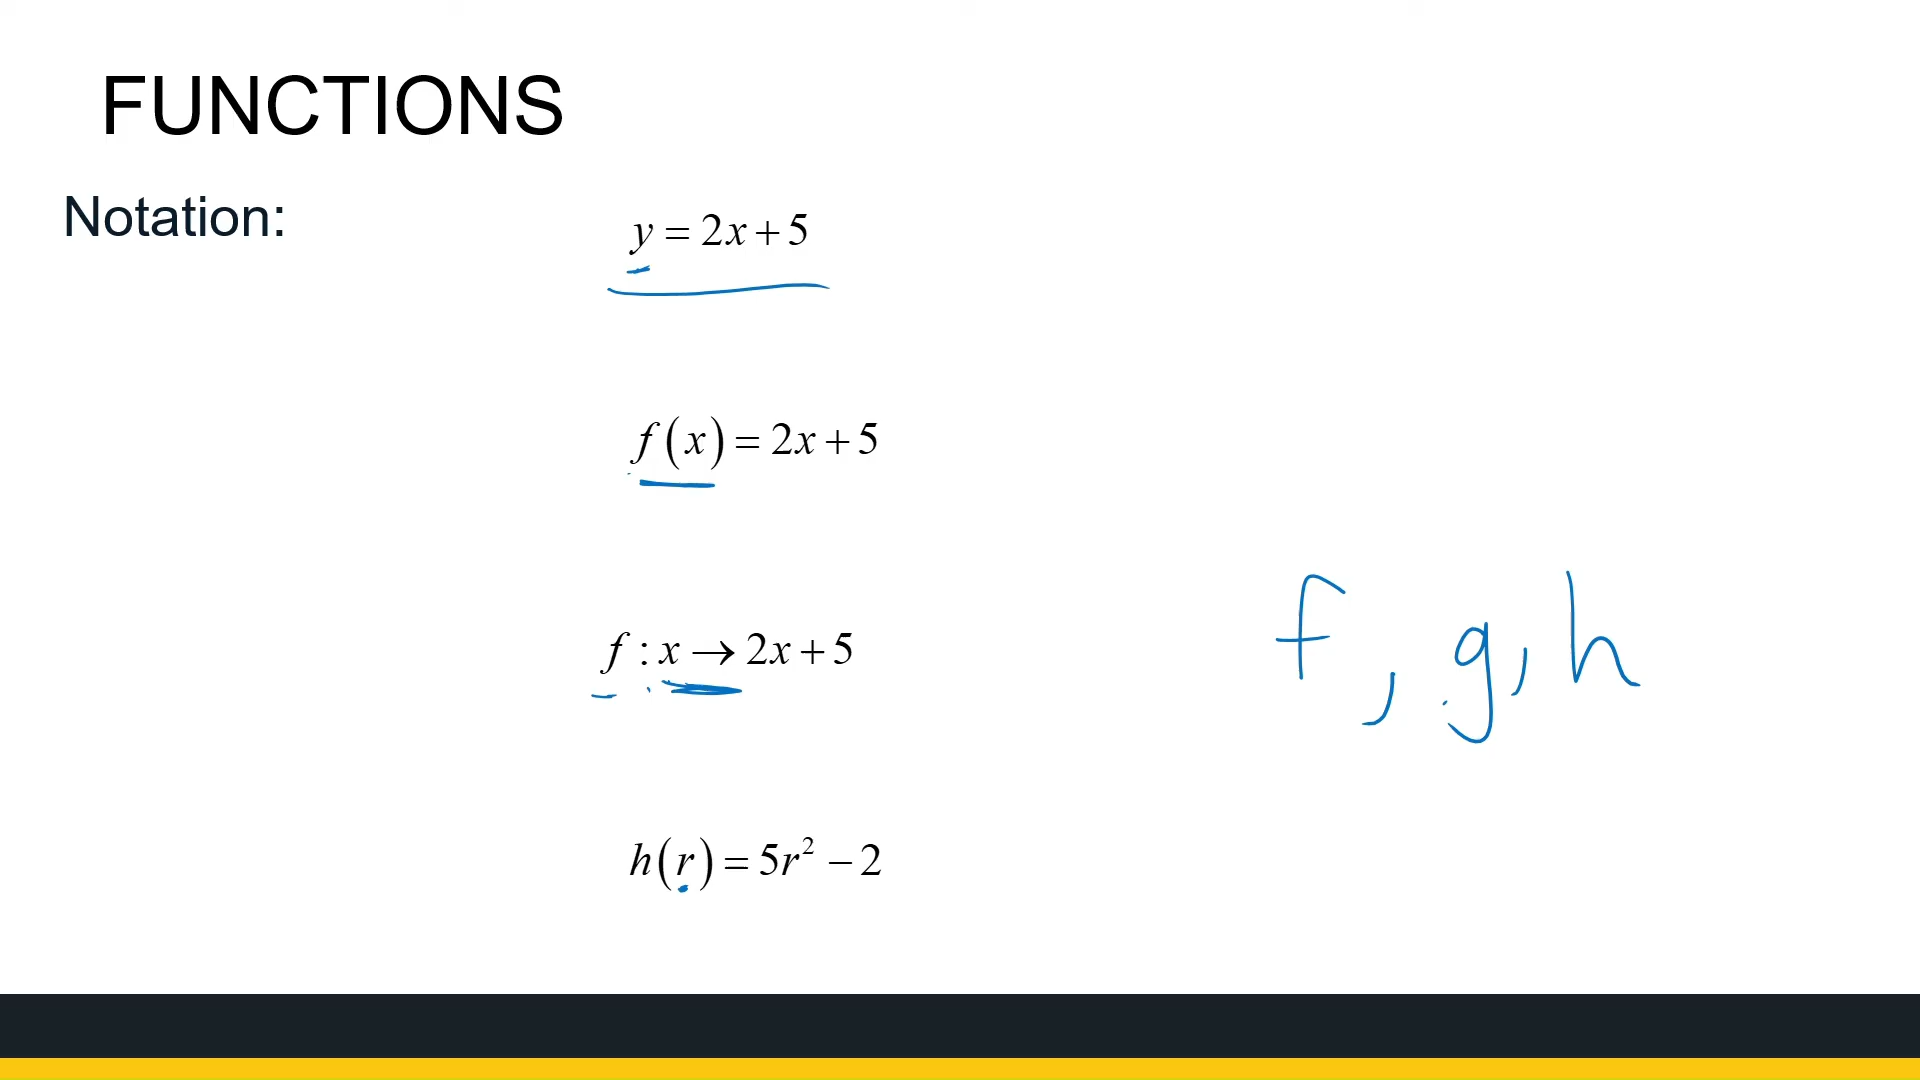 FUNCTIONS
Notation:
y = 2x + 5
f(x) = 2x + 5
f : x → 2x + 5
f, g, h
h(r) = 5r² − 2